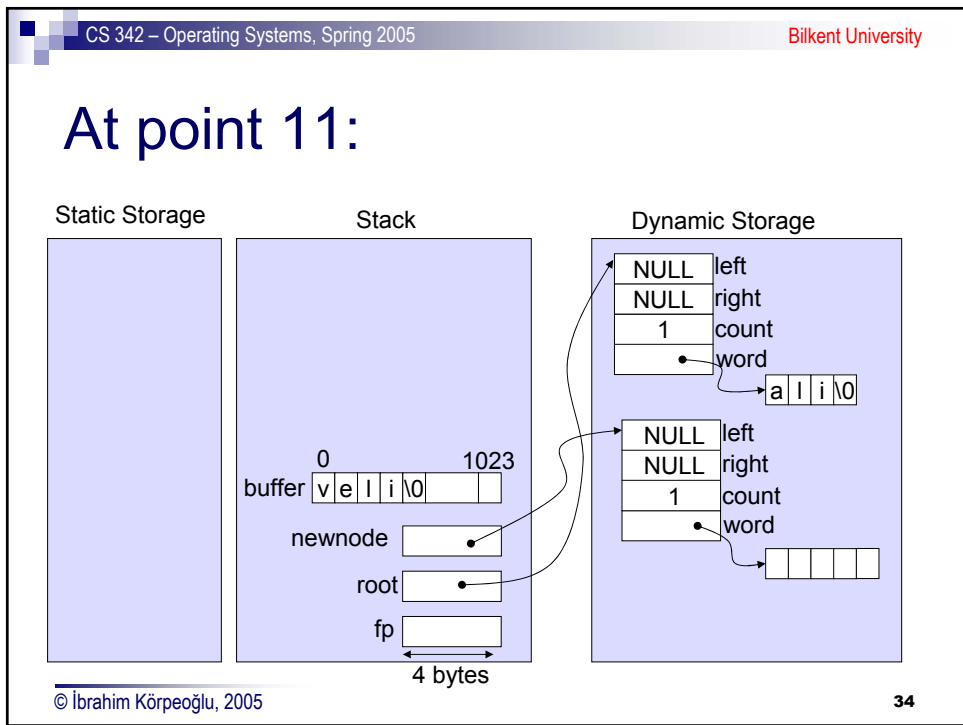 CS 342 – Operating Systems, Spring 2005
Bilkent University
At point 11:
Static Storage
Stack
Dynamic Storage
NULL left
NULL right
1 count
word
a l i \0
NULL left
NULL right
1 count
word
0 1023
buffer v e l i \0
newnode
root
fp
4 bytes
© İbrahim Körpeoğlu, 2005
34